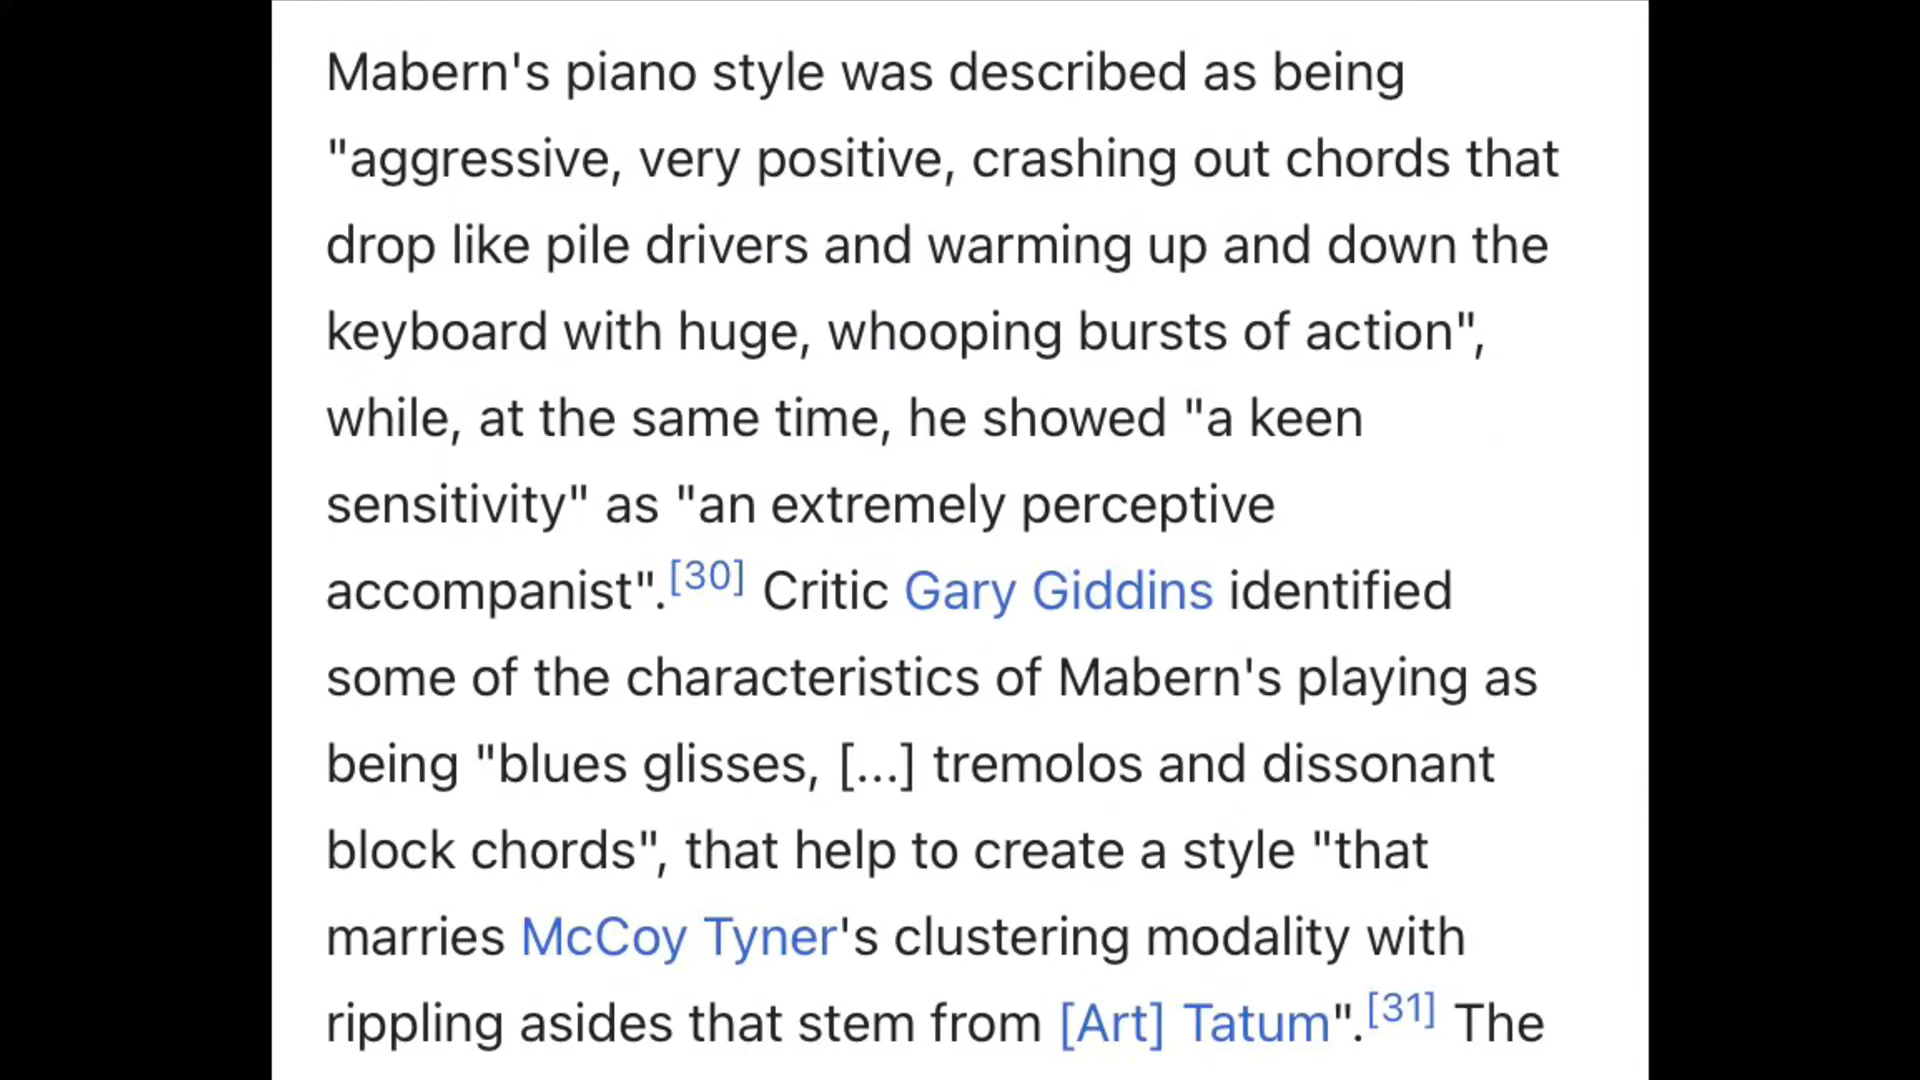 Mabern's piano style was described as being
"aggressive, very positive, crashing out chords that
drop like pile drivers and warming up and down the
keyboard with huge, whooping bursts of action",
while, at the same time, he showed "a keen
sensitivity" as "an extremely perceptive
accompanist".[30] Critic Gary Giddins identified
some of the characteristics of Mabern's playing as
being "blues glisses, [...] tremolos and dissonant
block chords", that help to create a style "that
marries McCoy Tyner's clustering modality with
rippling asides that stem from [Art] Tatum".[31] The